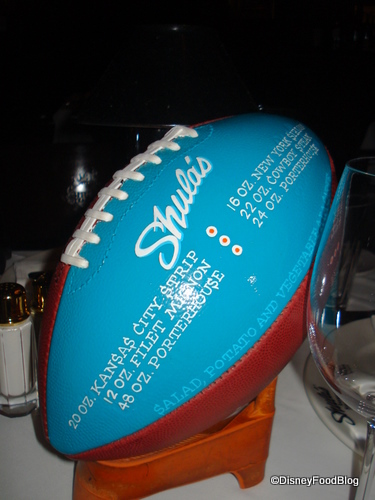 Shula's
20 OZ. KANSAS CITY STRIP
12 OZ. FILET MIGNON
48 OZ. PORTERHOUSE
16 OZ. NEW YORK
22 OZ. COWBOY STEAK
24 OZ. PORTERHOUSE
SALAD, POTATO AND VEGETABLE
©DisneyFoodBlog